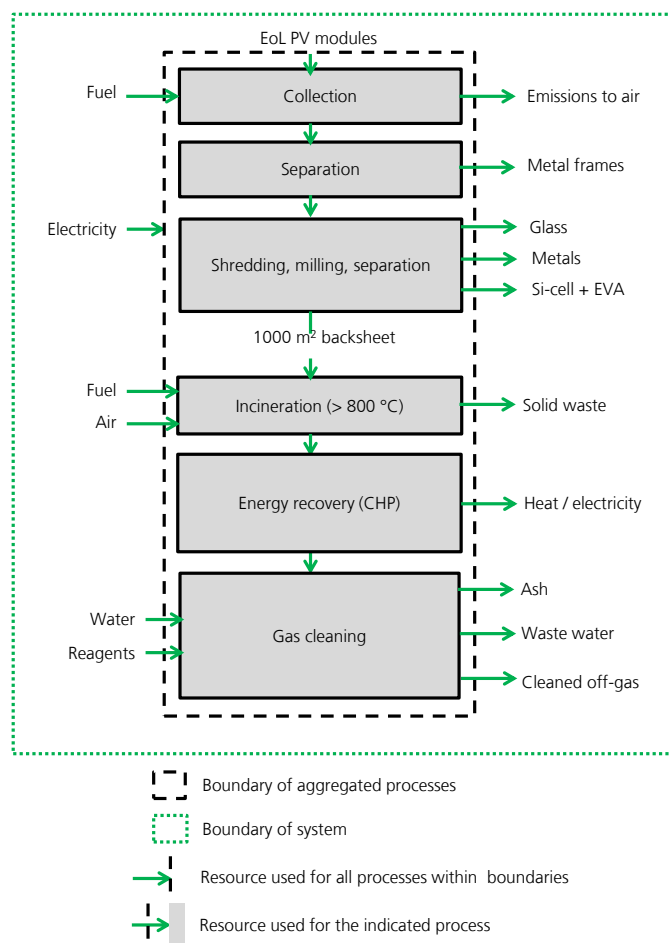 EoL PV modules
Fuel
Collection
Emissions to air
Separation
Metal frames
Electricity
Shredding, milling, separation
Glass
Metals
Si-cell + EVA
1000 m² backsheet
Fuel
Air
Incineration (> 800 °C)
Solid waste
Energy recovery (CHP)
Heat / electricity
Water
Reagents
Gas cleaning
Ash
Waste water
Cleaned off-gas
Boundary of aggregated processes
Boundary of system
Resource used for all processes within boundaries
Resource used for the indicated process